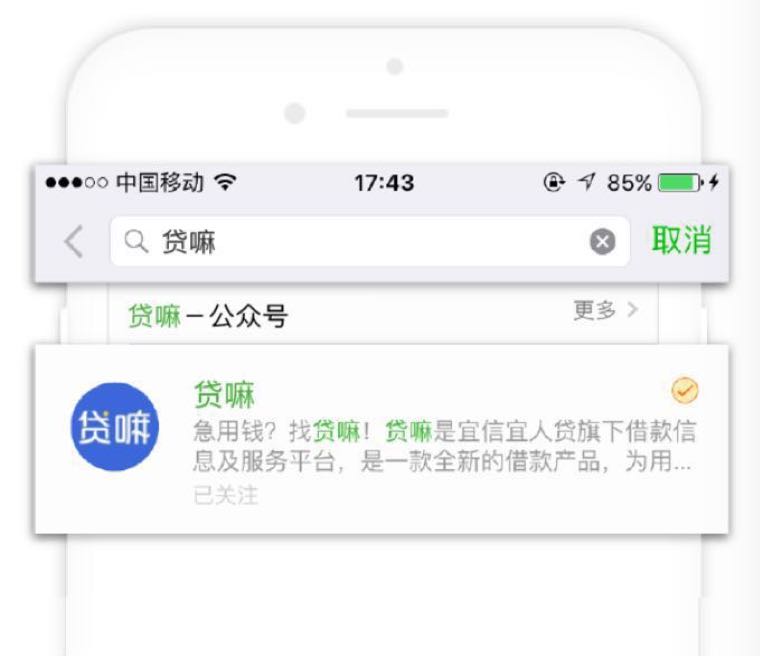 中国移动 17:43 85%
贷嘛 取消
贷嘛－公众号 更多
贷嘛
贷嘛
急用钱？找贷嘛！贷嘛是宜信宜人贷旗下借款信
息及服务平台，是一款全新的借款产品，为用...
已关注